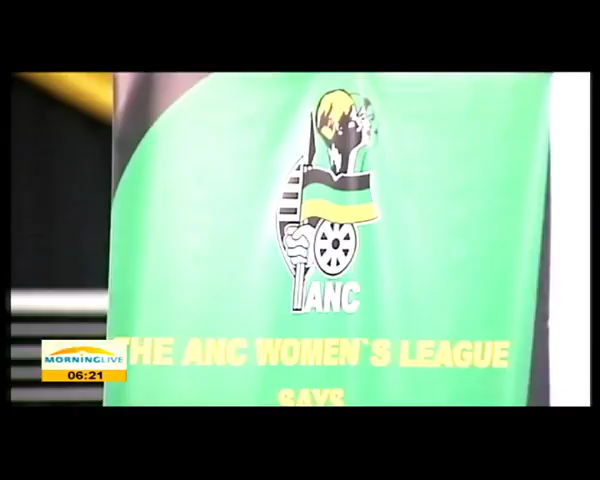 ANC
THE ANC WOMEN`S LEAGUE
SAYS
MORNINGLIVE
06:21